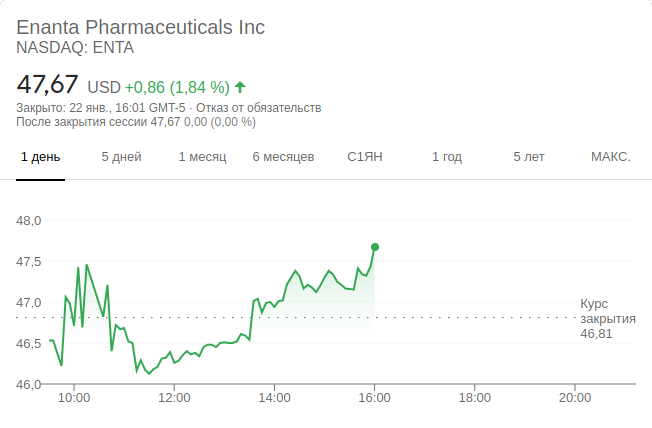 Enanta Pharmaceuticals Inc
NASDAQ: ENTA
47,67 USD +0,86 (1,84 %)
Закрыто: 22 янв., 16:01 GMT-5 · Отказ от обязательств
После закрытия сессии 47,67 0,00 (0,00 %)
1 день 5 дней 1 месяц 6 месяцев С1ЯН 1 год 5 лет МАКС.
48,0
47,5
47,0
Курс
закрытия
46,81
46,5
46,0
10:00 12:00 14:00 16:00 18:00 20:00